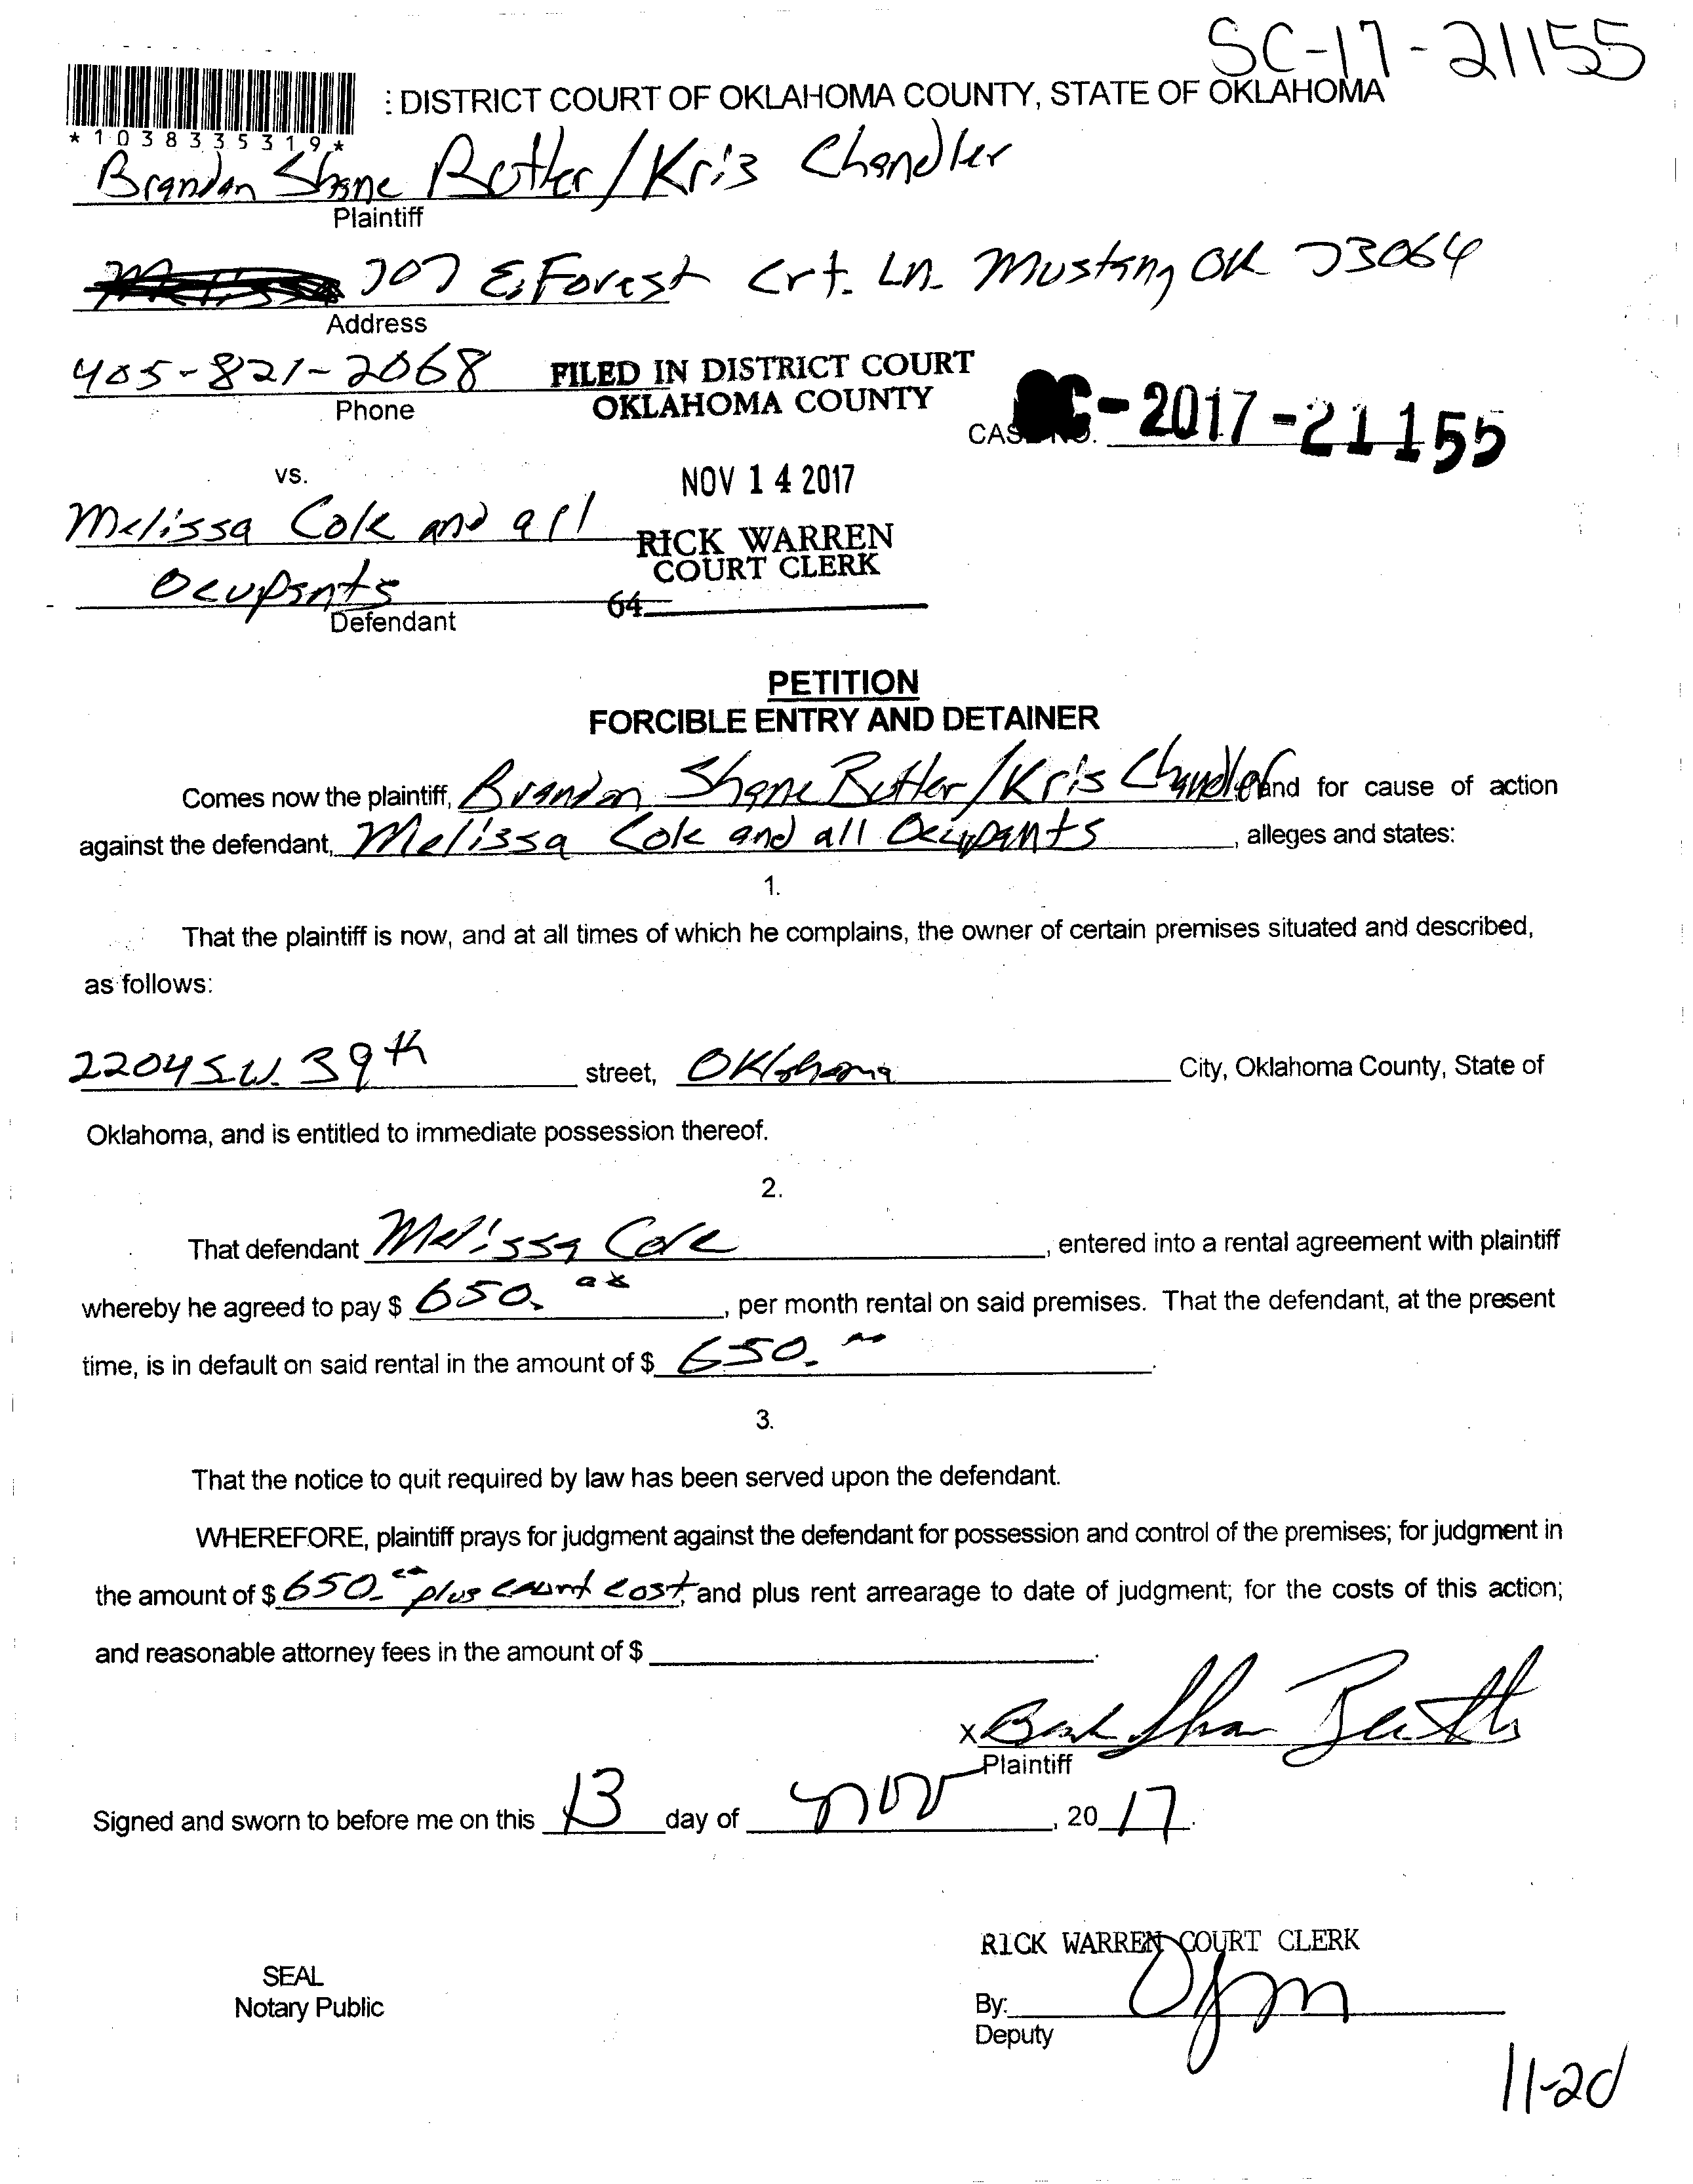 SC-17-21155
: DISTRICT COURT OF OKLAHOMA COUNTY, STATE OF OKLAHOMA
* 1 0 3 8 3 3 5 3 1 9 *
Brandon Shane Butler / Kris Chandler
Plaintiff
707 E. Forest Crt. Ln. Mustang OK 73064
Address
405-821-2068
Phone
FILED IN DISTRICT COURT
OKLAHOMA COUNTY
CASE NO. SC-2017-21155
vs.
NOV 14 2017
Melissa Cole and all
RICK WARREN
COURT CLERK
Ocupants
64
Defendant
PETITION
FORCIBLE ENTRY AND DETAINER
Comes now the plaintiff, Brandon Shane Butler / Kris Chandler and for cause of action
against the defendant, Melissa Cole and all Occupants, alleges and states:
1.
That the plaintiff is now, and at all times of which he complains, the owner of certain premises situated and described,
as follows:
2204 S.W. 39th street, Oklahoma City, Oklahoma County, State of
Oklahoma, and is entitled to immediate possession thereof.
2.
That defendant Melissa Cole, entered into a rental agreement with plaintiff
whereby he agreed to pay $ 650.00, per month rental on said premises. That the defendant, at the present
time, is in default on said rental in the amount of $ 650.00.
3.
That the notice to quit required by law has been served upon the defendant.
WHEREFORE, plaintiff prays for judgment against the defendant for possession and control of the premises; for judgment in
the amount of $ 650.00 plus court cost, and plus rent arrearage to date of judgment; for the costs of this action;
and reasonable attorney fees in the amount of $ .
X
Plaintiff
Signed and sworn to before me on this 13 day of Nov, 20 17.
RICK WARREN COURT CLERK
SEAL
Notary Public
By:
Deputy